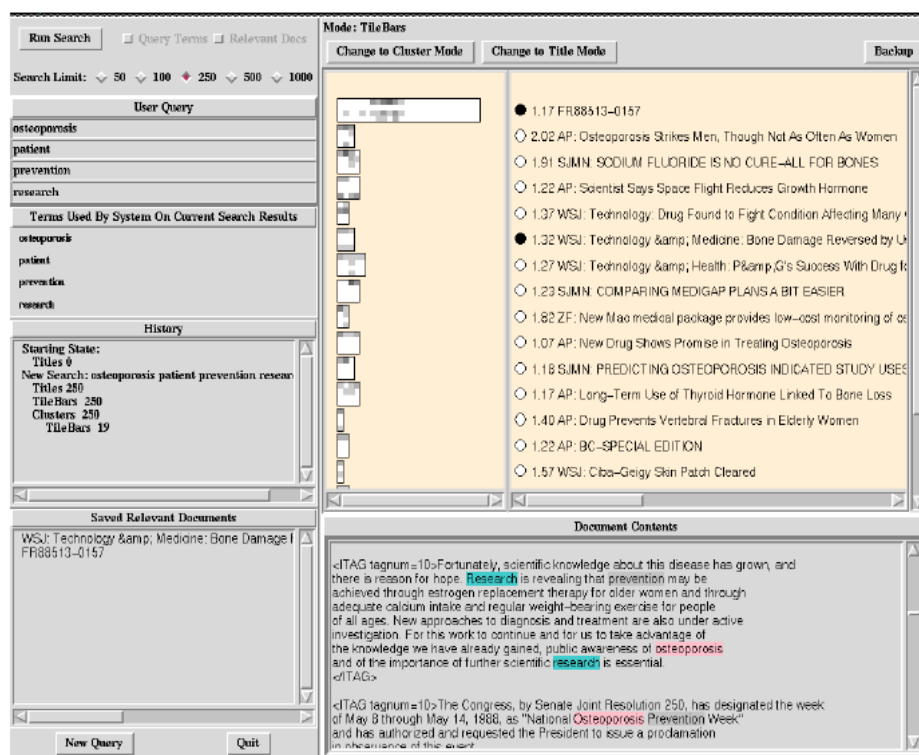 Run Search
Query Terms
Relevant Docs
Search Limit: 50 100 250 500 1000
User Query
osteoporosis
patient
prevention
research
Terms Used By System On Current Search Results
osteoporosis
patient
prevention
research
History
Starting State:
Titles 0
New Search: osteoporosis patient prevention resear
Titles 250
TileBars 250
Clusters 250
TileBars 19
Saved Relevant Documents
WSJ: Technology &amp; Medicine: Bone Damage
FR88513-0157
New Query
Quit
Mode: TileBars
Change to Cluster Mode
Change to Title Mode
Backup
1.17 FR88513-0157
2.02 AP: Osteoporosis Strikes Men, Though Not As Often As Women
1.91 SJMN: SODIUM FLUORIDE IS NO CURE-ALL FOR BONES
1.22 AP: Scientist Says Space Flight Reduces Growth Hormone
1.37 WSJ: Technology: Drug Found to Fight Condition Affecting Many
1.32 WSJ: Technology &amp; Medicine: Bone Damage Reversed by
1.27 WSJ: Technology &amp; Health: P&amp;G's Success With Drug
1.23 SJMN: COMPARING MEDIGAP PLANS A BIT EASIER
1.82 ZF: New Mac medical package provides low-cost monitoring of
1.07 AP: New Drug Shows Promise in Treating Osteoporosis
1.18 SJMN: PREDICTING OSTEOPOROSIS INDICATED STUDY USES
1.17 AP: Long-Term Use of Thyroid Hormone Linked To Bone Loss
1.40 AP: Drug Prevents Vertebral Fractures in Elderly Women
1.22 AP: BC-SPECIAL EDITION
1.57 WSJ: Ciba-Geigy Skin Patch Cleared
Document Contents
<ITAG tagnum=10>Fortunately, scientific knowledge about this disease has grown, and
there is reason for hope. Research is revealing that prevention may be
achieved through estrogen replacement therapy for older women and through
adequate calcium intake and regular weight-bearing exercise for people
of all ages. New approaches to diagnosis and treatment are also under active
investigation. For this work to continue and for us to take advantage of
the knowledge we have already gained, public awareness of osteoporosis
and of the importance of further scientific research is essential.
</ITAG>
<ITAG tagnum=10>The Congress, by Senate Joint Resolution 250, has designated the week
of May 8 through May 14, 1988, as "National Osteoporosis Prevention Week"
and has authorized and requested the President to issue a proclamation
in observance of this event